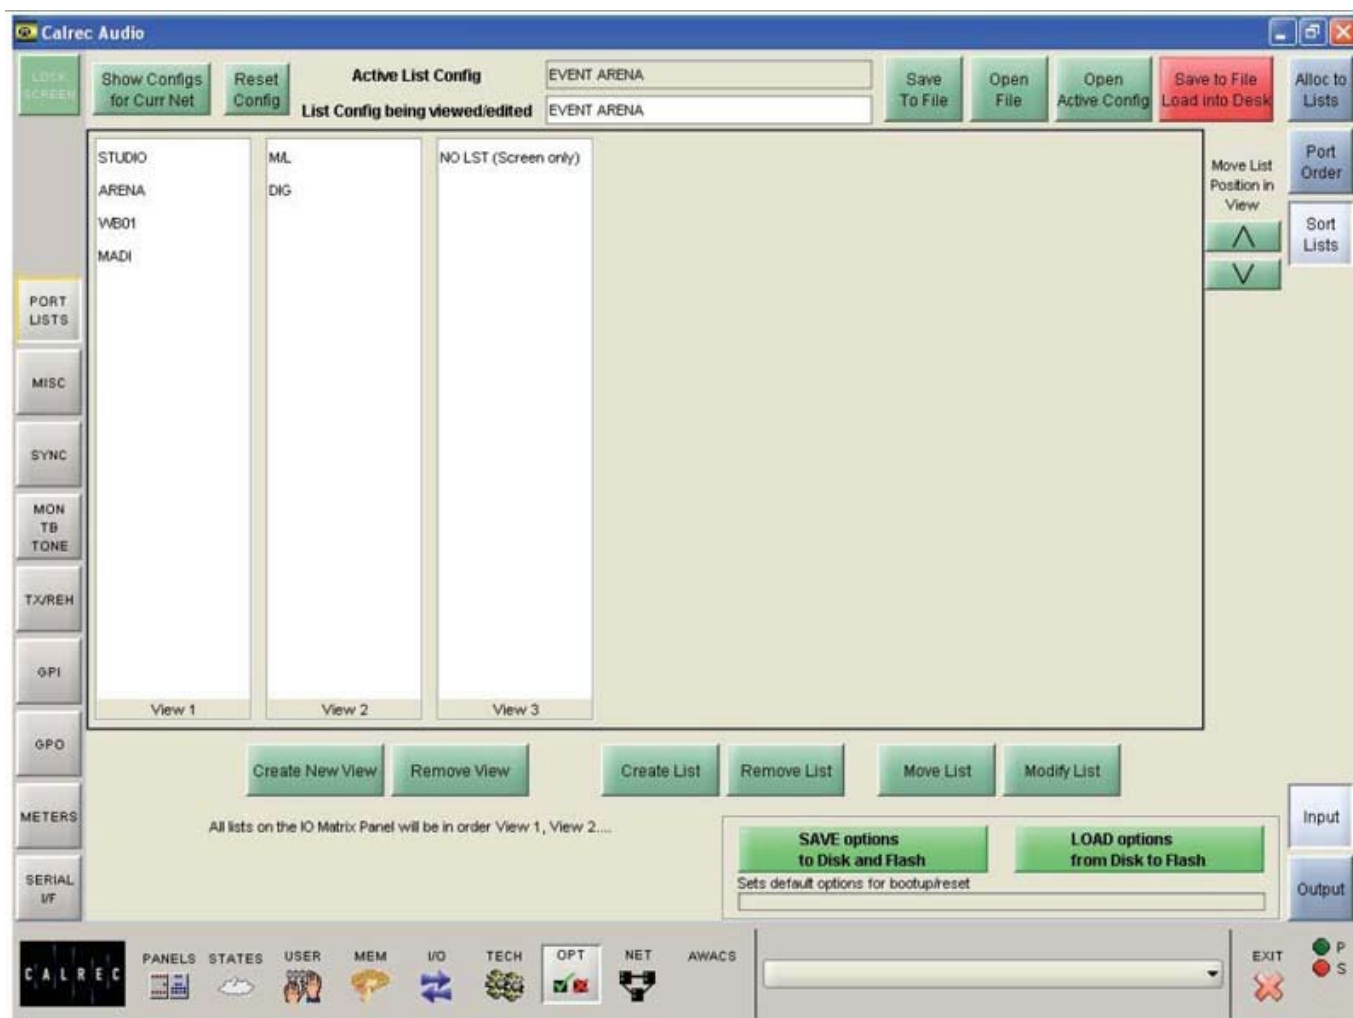 Calrec Audio
LOCK
SCREEN
Show Configs
for Curr Net
Reset
Config
Active List Config
EVENT ARENA
List Config being viewed/edited
EVENT ARENA
Save
To File
Open
File
Open
Active Config
Save to File
Load into Desk
Alloc to
Lists
Port
Order
Sort
Lists
Move List
Position in
View
STUDIO
ARENA
WB01
MADI
View 1
M/L
DIG
View 2
NO LST (Screen only)
View 3
PORT
LISTS
MISC
SYNC
MON
TB
TONE
TX/REH
GPI
GPO
METERS
SERIAL
I/F
Create New View
Remove View
Create List
Remove List
Move List
Modify List
All lists on the IO Matrix Panel will be in order View 1, View 2....
SAVE options
to Disk and Flash
LOAD options
from Disk to Flash
Sets default options for bootup/reset
Input
Output
CALREC
PANELS
STATES
USER
MEM
I/O
TECH
OPT
NET
AWACS
EXIT
P
S